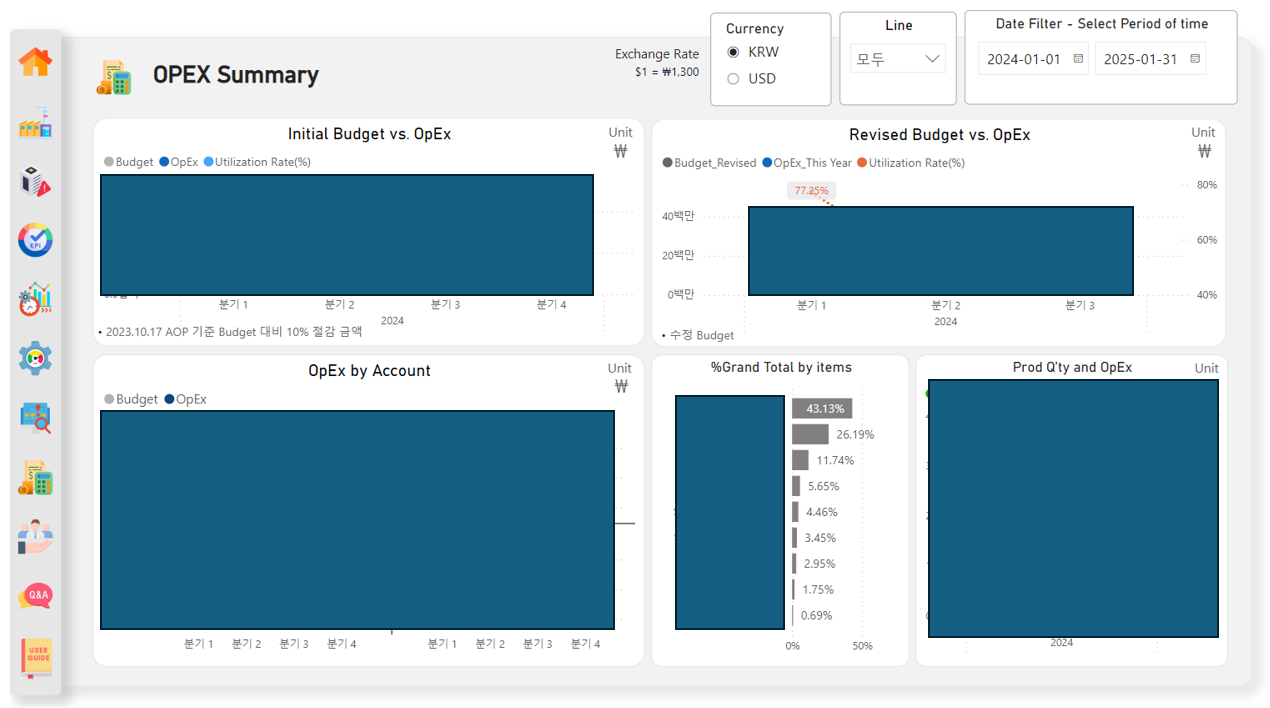 OPEX Summary
Exchange Rate
$1 = ₩1,300
Currency
KRW
USD
Line
모두
Date Filter - Select Period of time
2024-01-01
2025-01-31
KPI
Q&A
USER
GUIDE
Initial Budget vs. OpEx
Unit
₩
Budget OpEx Utilization Rate(%)
분기 1 분기 2 분기 3 분기 4
2024
• 2023.10.17 AOP 기준 Budget 대비 10% 절감 금액
Revised Budget vs. OpEx
Unit
₩
Budget_Revised OpEx_This Year Utilization Rate(%)
77.25%
80%
40백만
60%
20백만
0백만
40%
분기 1 분기 2 분기 3
2024
• 수정 Budget
OpEx by Account
Unit
₩
Budget OpEx
분기 1 분기 2 분기 3 분기 4 분기 1 분기 2 분기 3 분기 4
%Grand Total by items
43.13%
26.19%
11.74%
5.65%
4.46%
3.45%
2.95%
1.75%
0.69%
0% 50%
Prod Q'ty and OpEx
Unit
2024